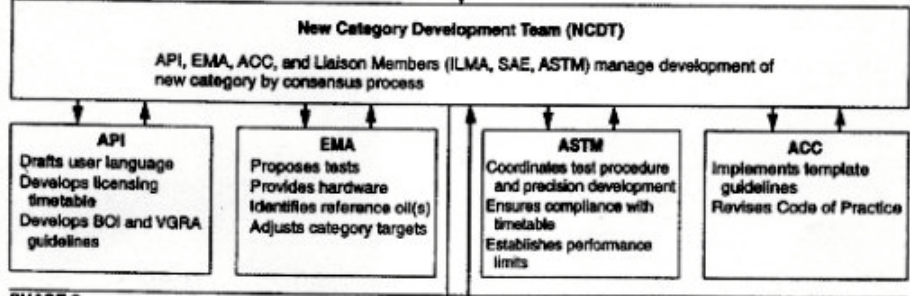 New Category Development Team (NCDT)
API, EMA, ACC, and Liaison Members (ILMA, SAE, ASTM) manage development of
new category by consensus process
API
Drafts user language
Develops licensing
timetable
Develops BOI and VGRA
guidelines
EMA
Proposes tests
Provides hardware
Identifies reference oil(s)
Adjusts category targets
ASTM
Coordinates test procedure
and precision development
Ensures compliance with
timetable
Establishes performance
limits
ACC
Implements template
guidelines
Revises Code of Practice